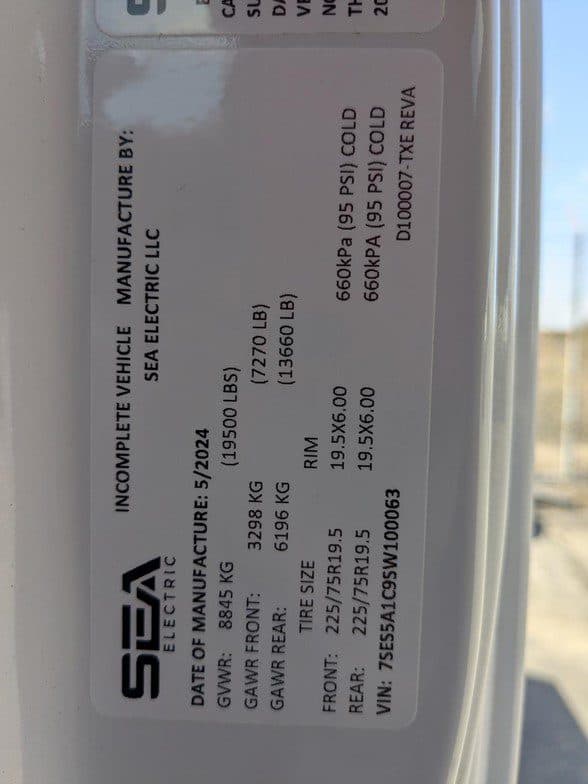 SEA
ELECTRIC
INCOMPLETE VEHICLE MANUFACTURE BY:
SEA ELECTRIC LLC
DATE OF MANUFACTURE: 5/2024
GVWR: 8845 KG (19500 LBS)
GAWR FRONT: 3298 KG (7270 LB)
GAWR REAR: 6196 KG (13660 LB)
TIRE SIZE RIM
FRONT: 225/75R19.5 19.5X6.00 660kPa (95 PSI) COLD
REAR: 225/75R19.5 19.5X6.00 660kPA (95 PSI) COLD
VIN: 7SES5A1C9SW100063 D100007-TXE REVA